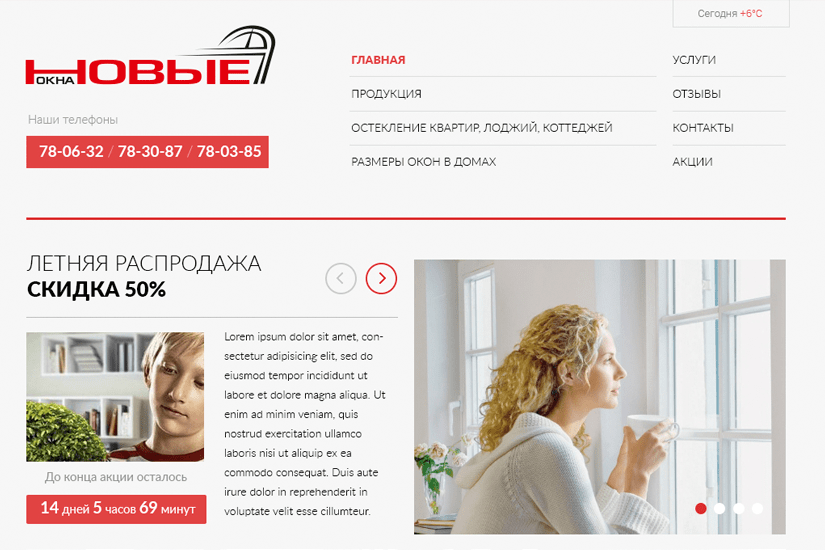 Сегодня +6°C
НОВЫЕ
ОКНА
Наши телефоны
78-06-32 / 78-30-87 / 78-03-85
ГЛАВНАЯ
ПРОДУКЦИЯ
ОСТЕКЛЕНИЕ КВАРТИР, ЛОДЖИЙ, КОТТЕДЖЕЙ
РАЗМЕРЫ ОКОН В ДОМАХ
УСЛУГИ
ОТЗЫВЫ
КОНТАКТЫ
АКЦИИ
ЛЕТНЯЯ РАСПРОДАЖА
СКИДКА 50%
Lorem ipsum dolor sit amet, con-
sectetur adipisicing elit, sed do
eiusmod tempor incididunt ut
labore et dolore magna aliqua. Ut
enim ad minim veniam, quis
nostrud exercitation ullamco
laboris nisi ut aliquip ex ea
commodo consequat. Duis aute
irure dolor in reprehenderit in
voluptate velit esse cillumteur.
До конца акции осталось
14 дней 5 часов 69 минут